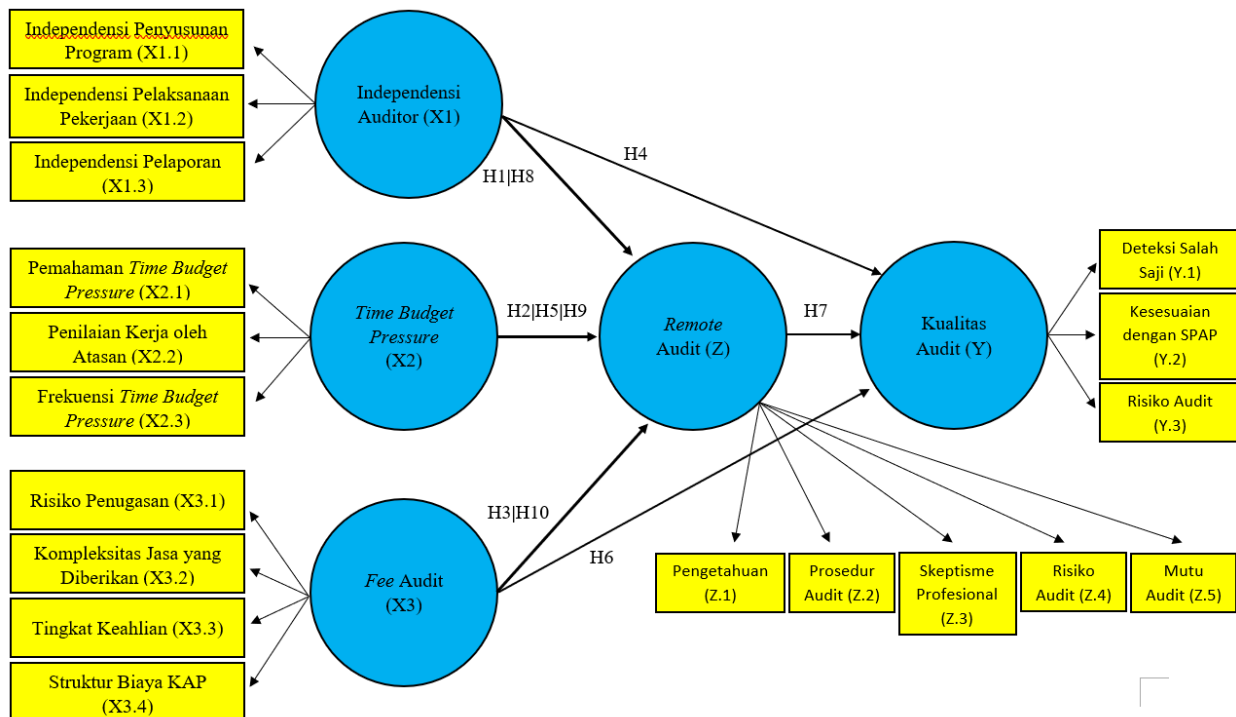 Independensi Penyusunan
Program (X1.1)
Independensi Pelaksanaan
Pekerjaan (X1.2)
Independensi Pelaporan
(X1.3)
Independensi
Auditor (X1)
H4
H1|H8
Pemahaman Time Budget
Pressure (X2.1)
Penilaian Kerja oleh
Atasan (X2.2)
Frekuensi Time Budget
Pressure (X2.3)
Time Budget
Pressure
(X2)
H2|H5|H9
Remote
Audit (Z)
H7
Kualitas
Audit (Y)
Deteksi Salah
Saji (Y.1)
Kesesuaian
dengan SPAP
(Y.2)
Risiko Audit
(Y.3)
Risiko Penugasan (X3.1)
Kompleksitas Jasa yang
Diberikan (X3.2)
Tingkat Keahlian (X3.3)
Struktur Biaya KAP
(X3.4)
Fee Audit
(X3)
H3|H10
H6
Pengetahuan
(Z.1)
Prosedur
Audit (Z.2)
Skeptisme
Profesional
(Z.3)
Risiko
Audit (Z.4)
Mutu
Audit (Z.5)